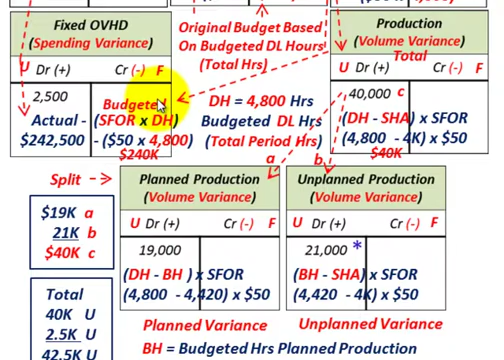 Fixed OVHD
(Spending Variance)
U Dr (+) Cr (-) F
2,500
Budgeted
Actual - (SFOR x DH)
$242,500 - ($50 x 4,800)
$240K
Original Budget Based
On Budgeted DL Hours
(Total Hrs)
DH = 4,800 Hrs
Budgeted DL Hrs
(Total Period Hrs)
a b
Production
(Volume Variance)
Total
U Dr (+) Cr (-) F
40,000 c
(DH - SHA) x SFOR
(4,800 - 4K) x $50
$40K
Split ->
$19K a
21K b
$40K c
Planned Production
(Volume Variance)
U Dr (+) Cr (-) F
19,000
(DH - BH ) x SFOR
(4,800 - 4,420) x $50
Unplanned Production
(Volume Variance)
U Dr (+) Cr (-) F
21,000 *
(BH - SHA) x SFOR
(4,420 - 4K) x $50
Total
40K U
2.5K U
42.5K U
Planned Variance
Unplanned Variance
BH = Budgeted Hrs Planned Production